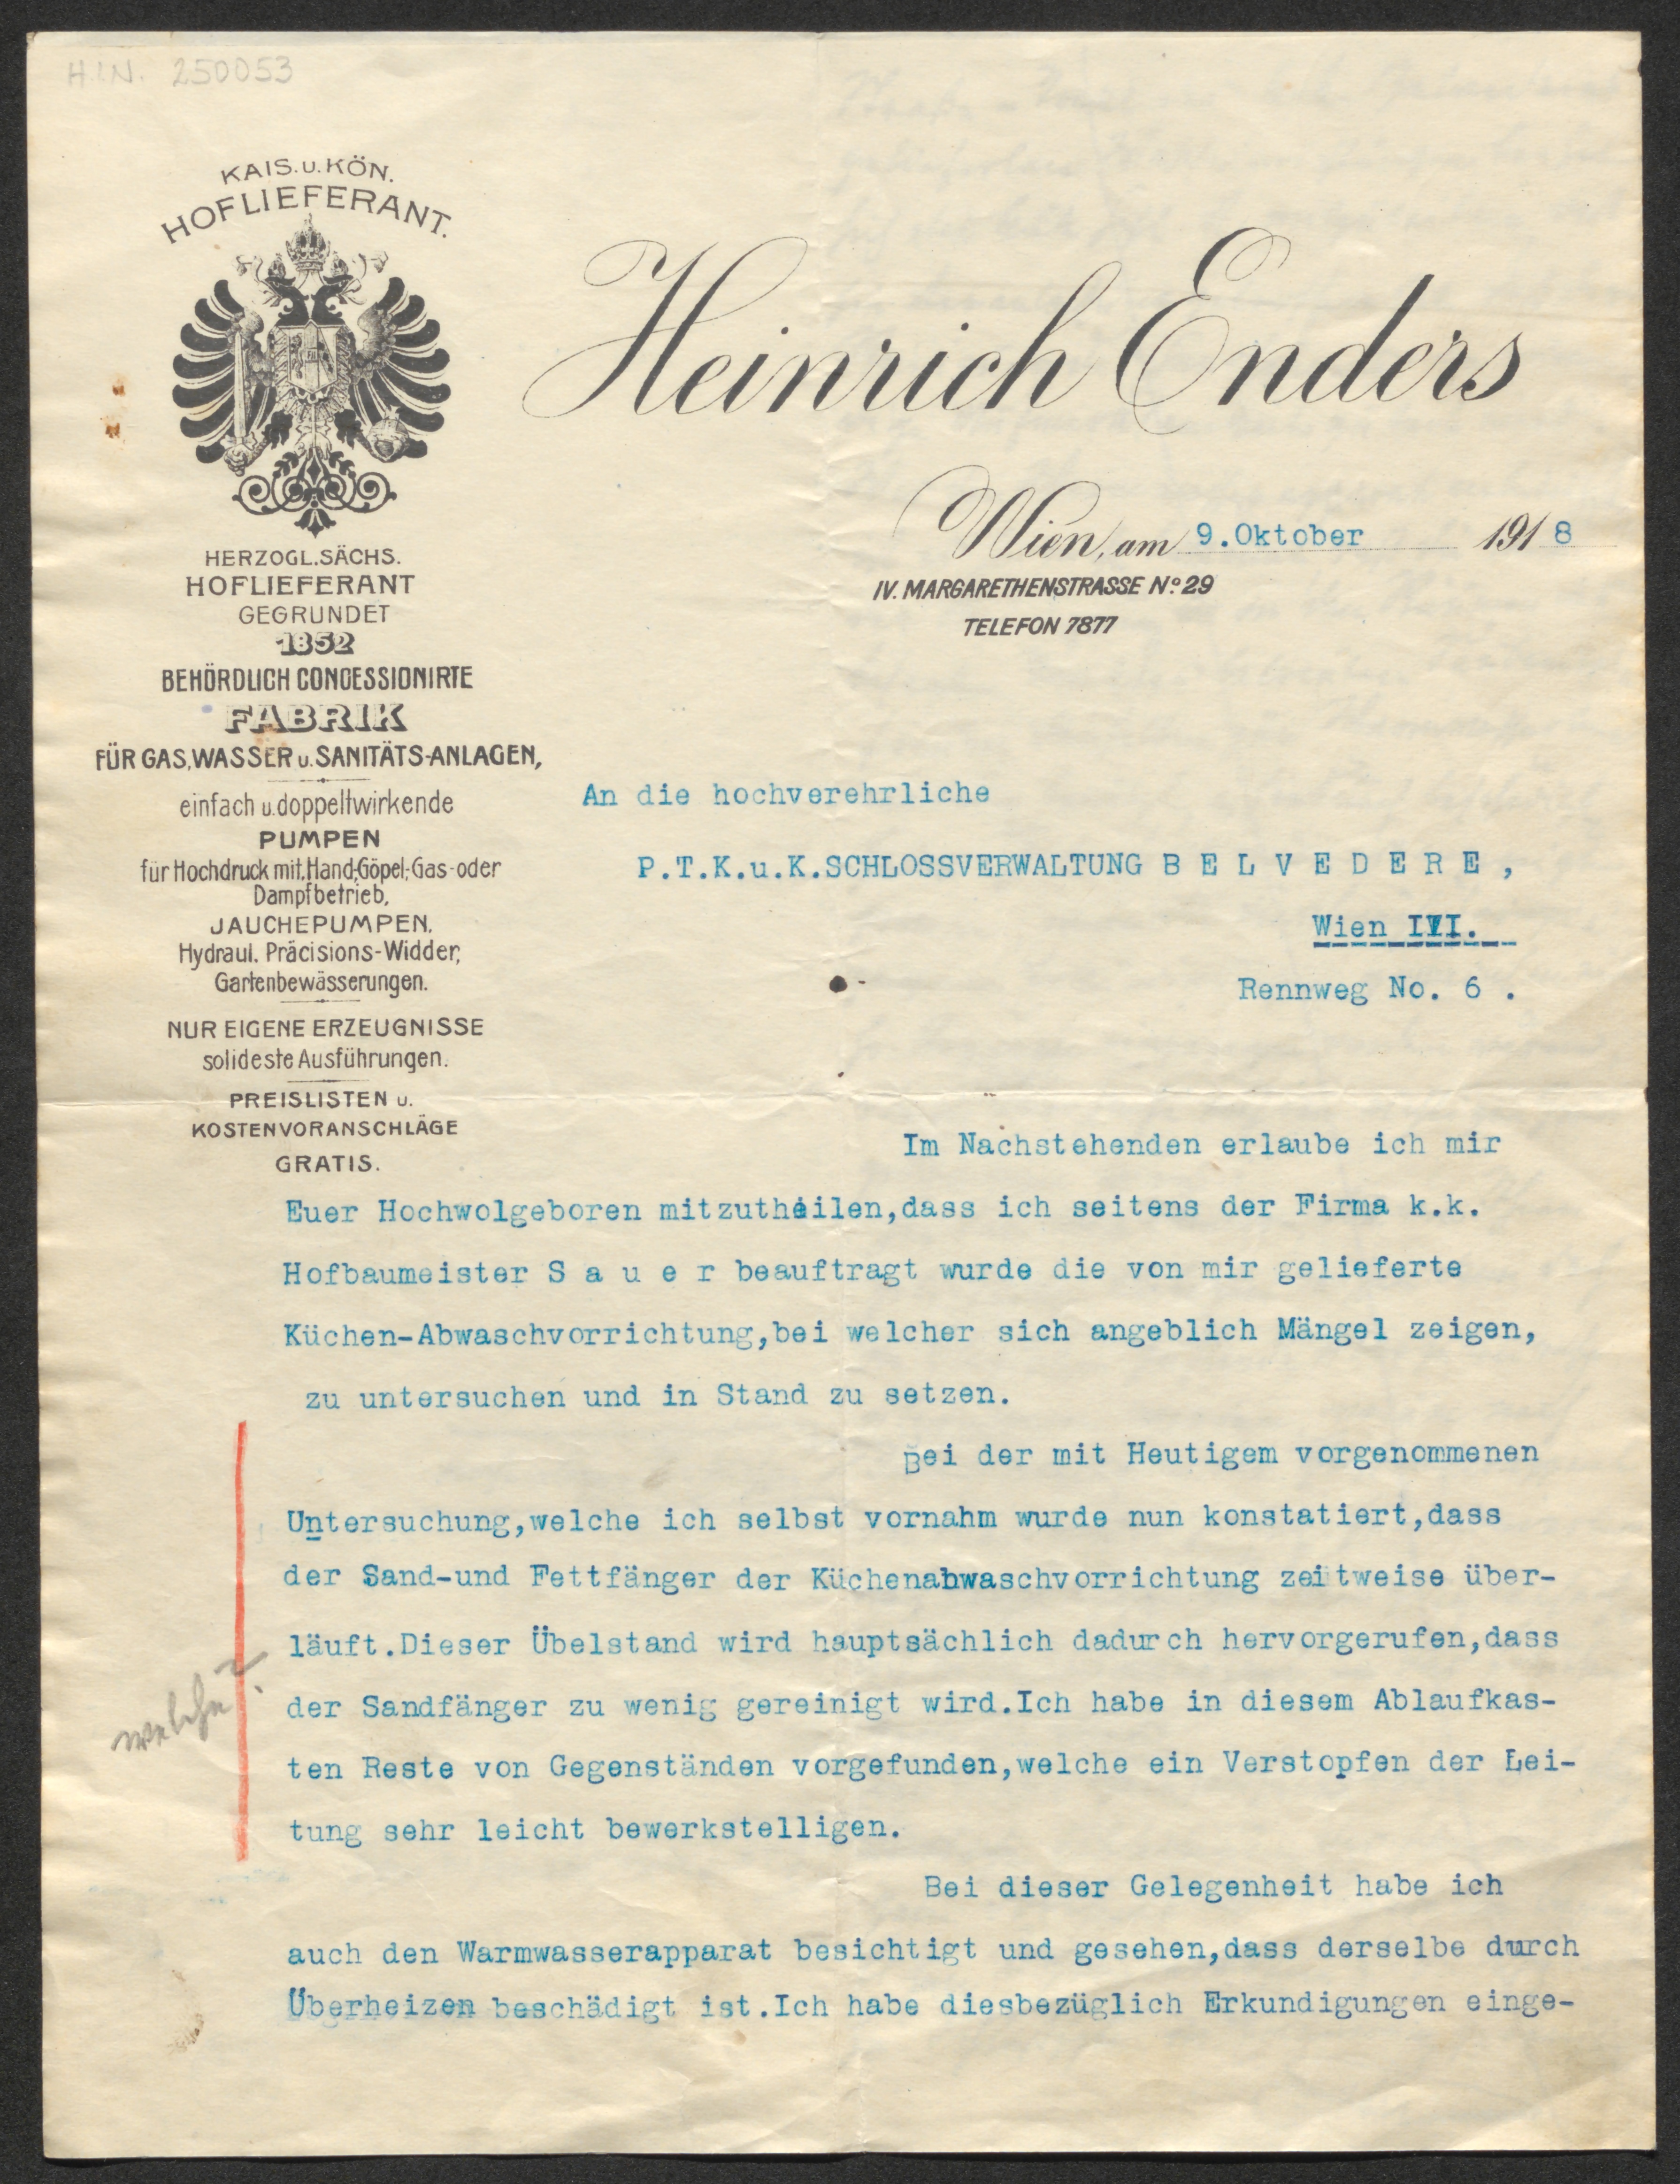 H.I.N. 250053
KAIS. U. KÖN.
HOFLIEFERANT.
HERZOGL. SÄCHS.
HOFLIEFERANT
GEGRUNDET
1852
BEHÖRDLICH CONCESSIONIRTE
FABRIK
FÜR GAS, WASSER u. SANITÄTS-ANLAGEN,
einfach u. doppeltwirkende
PUMPEN
für Hochdruck mit Hand-, Göpel-, Gas- oder
Dampfbetrieb,
JAUCHEPUMPEN.
Hydraul. Präcisions-Widder,
Gartenbewässerungen.
NUR EIGENE ERZEUGNISSE
solideste Ausführungen.
PREISLISTEN u.
KOSTENVORANSCHLÄGE
GRATIS.
Heinrich Enders
Wien, am 9.Oktober 1918
IV. MARGARETHENSTRASSE No. 29
TELEFON 7877
An die hochverehrliche
P.T.K.u.K.SCHLOSSVERWALTUNG B E L V E D E R E ,
Wien III.
Rennweg No. 6 .
Im Nachstehenden erlaube ich mir
Euer Hochwolgeboren mitzutheilen,dass ich seitens der Firma k.k.
Hofbaumeister S a u e r beauftragt wurde die von mir gelieferte
Küchen-Abwaschvorrichtung,bei welcher sich angeblich Mängel zeigen,
zu untersuchen und in Stand zu setzen.
Bei der mit Heutigem vorgenommenen
Untersuchung,welche ich selbst vornahm wurde nun konstatiert,dass
der Sand-und Fettfänger der Küchenabwaschvorrichtung zeitweise über-
läuft.Dieser Übelstand wird hauptsächlich dadurch hervorgerufen,dass
der Sandfänger zu wenig gereinigt wird.Ich habe in diesem Ablaufkas-
welche?
ten Reste von Gegenständen vorgefunden,welche ein Verstopfen der Lei-
tung sehr leicht bewerkstelligen.
Bei dieser Gelegenheit habe ich
auch den Warmwasserapparat besichtigt und gesehen,dass derselbe durch
Überheizen beschädigt ist.Ich habe diesbezüglich Erkundigungen einge-